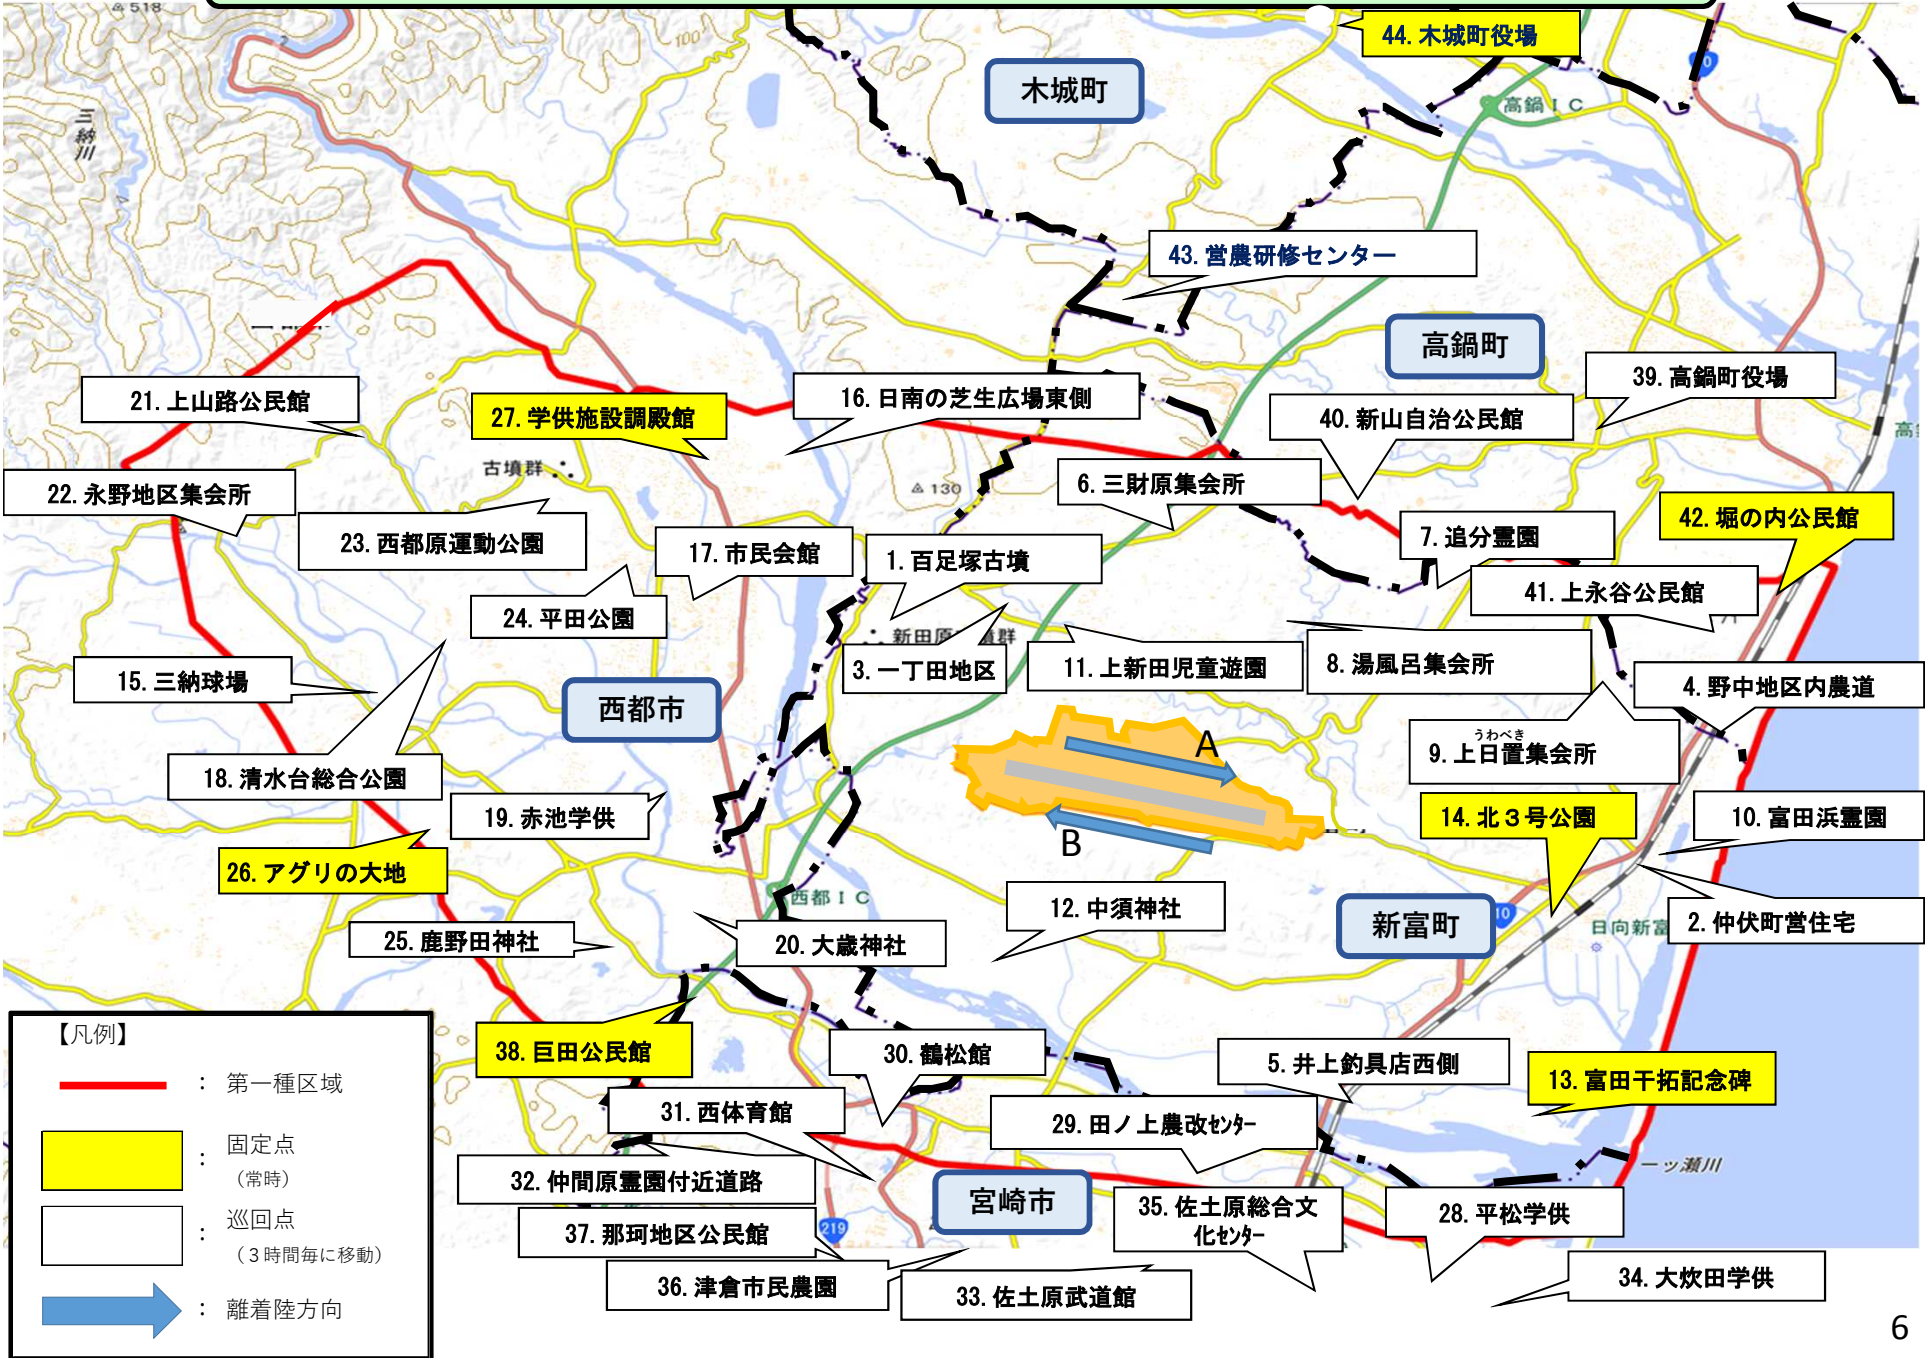 518
44. 木城町役場
木城町
100
三納川
高鍋ＩＣ
43. 営農研修センター
高鍋町
39. 高鍋町役場
21. 上山路公民館
27. 学供施設調殿館
16. 日南の芝生広場東側
40. 新山自治公民館
古墳群
130
6. 三財原集会所
22. 永野地区集会所
42. 堀の内公民館
23. 西都原運動公園
17. 市民会館
1. 百足塚古墳
7. 追分霊園
41. 上永谷公民館
24. 平田公園
3. 一丁田地区
11. 上新田児童遊園
8. 湯風呂集会所
15. 三納球場
4. 野中地区内農道
西都市
A
うわべき
9. 上日置集会所
18. 清水台総合公園
19. 赤池学供
14. 北３号公園
10. 富田浜霊園
B
26. アグリの大地
西都ＩＣ
12. 中須神社
新富町
10
2. 仲伏町営住宅
25. 鹿野田神社
20. 大歳神社
日向新富
【凡例】
： 第一種区域
： 固定点
（常時）
： 巡回点
（３時間毎に移動）
： 離着陸方向
38. 巨田公民館
30. 鶴松館
5. 井上釣具店西側
13. 富田干拓記念碑
31. 西体育館
29. 田ノ上農改センター
一ッ瀬川
32. 仲間原霊園付近道路
宮崎市
35. 佐土原総合文
化センター
28. 平松学供
37. 那珂地区公民館
219
36. 津倉市民農園
33. 佐土原武道館
34. 大炊田学供
6